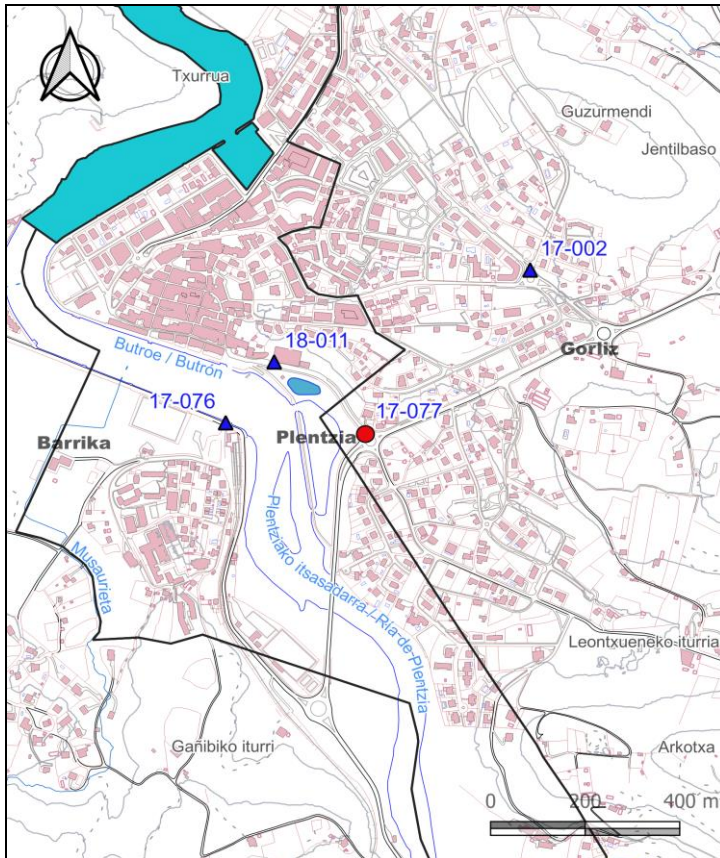 Txurrua
Guzurmendi
Jentilbaso
17-002
18-011
Gorliz
Butroe / Butrón
17-076
17-077
Plentzia
Barrika
Plentziako itsasadarra / Ría de Plentzia
Musaurieta
Leontxueneko iturria
Gañibiko iturri
Arkotxa
0 200 400 m